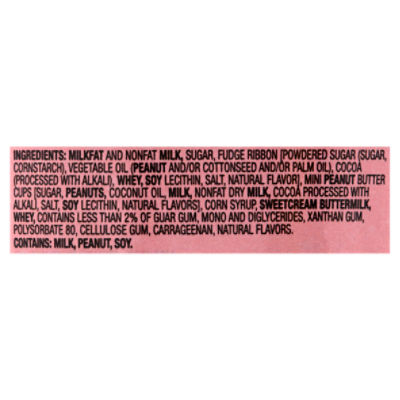 INGREDIENTS: MILKFAT AND NONFAT MILK, SUGAR, FUDGE RIBBON [POWDERED SUGAR (SUGAR,
CORNSTARCH), VEGETABLE OIL (PEANUT AND/OR COTTONSEED AND/OR PALM OIL), COCOA
(PROCESSED WITH ALKALI), WHEY, SOY LECITHIN, SALT, NATURAL FLAVOR], MINI PEANUT BUTTER
CUPS [SUGAR, PEANUTS, COCONUT OIL, MILK, NONFAT DRY MILK, COCOA PROCESSED WITH
ALKALI, SALT, SOY LECITHIN, NATURAL FLAVORS], CORN SYRUP, SWEETCREAM BUTTERMILK,
WHEY, CONTAINS LESS THAN 2% OF GUAR GUM, MONO AND DIGLYCERIDES, XANTHAN GUM,
POLYSORBATE 80, CELLULOSE GUM, CARRAGEENAN, NATURAL FLAVORS.
CONTAINS: MILK, PEANUT, SOY.